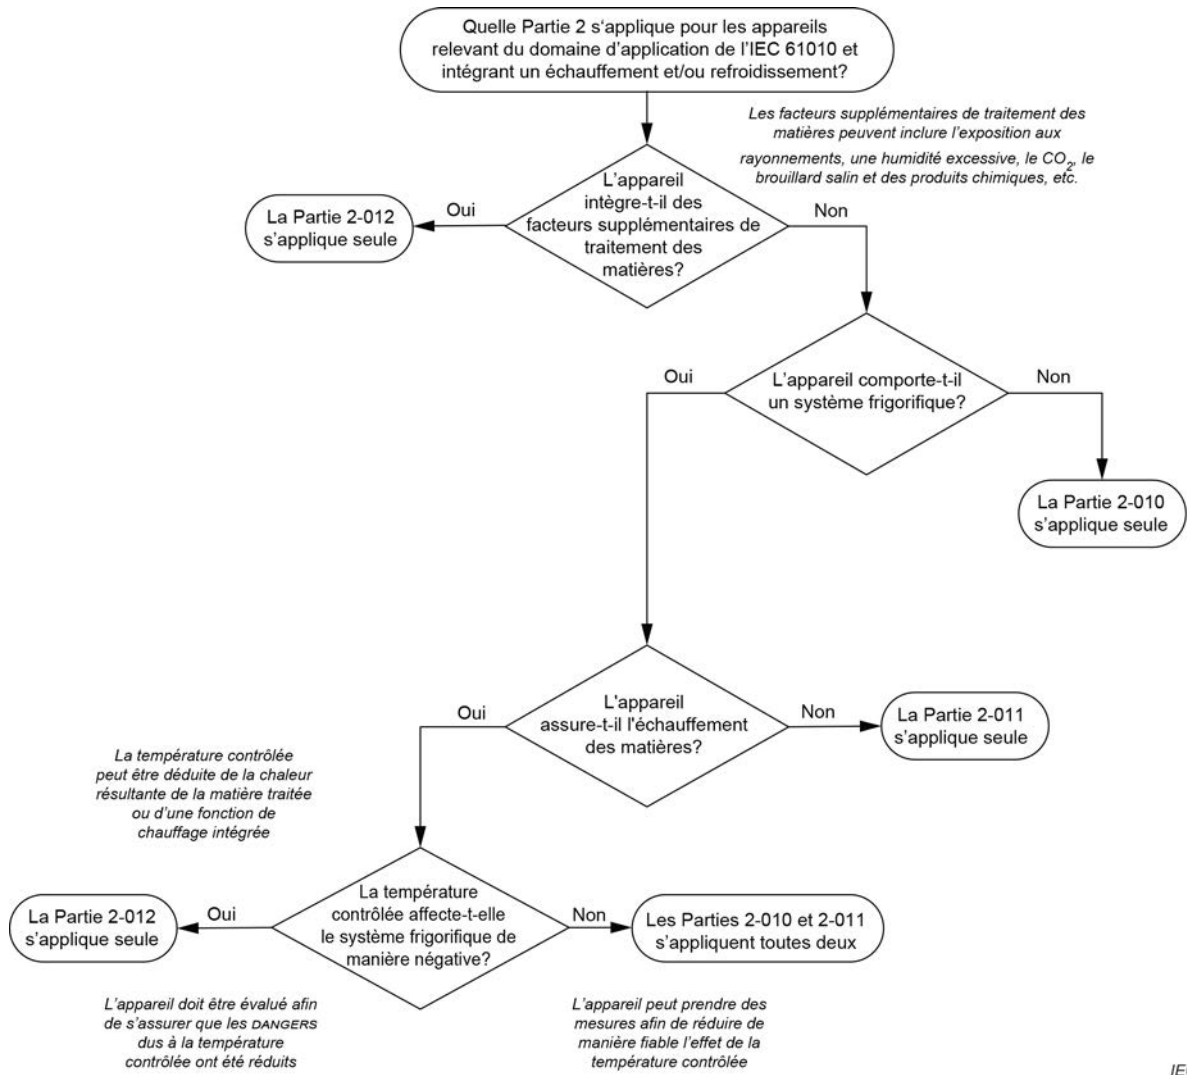 Quelle Partie 2 s‘applique pour les appareils
relevant du domaine d’application de l’IEC 61010 et
intégrant un échauffement et/ou refroidissement?
Les facteurs supplémentaires de traitement des
matières peuvent inclure l’exposition aux
rayonnements, une humidité excessive, le CO2, le
brouillard salin et des produits chimiques, etc.
L’appareil
intègre-t-il des
facteurs supplémentaires de
traitement des
matières?
Oui
Non
La Partie 2-012
s’applique seule
L’appareil comporte-t-il
un système frigorifique?
Oui
Non
La Partie 2-010
s’applique seule
L'appareil
assure-t-il l'échauffement
des matières?
Oui
Non
La Partie 2-011
s’applique seule
La température contrôlée
peut être déduite de la chaleur
résultante de la matière traitée
ou d’une fonction de
chauffage intégrée
La température
contrôlée affecte-t-elle
le système frigorifique de
manière négative?
Oui
Non
La Partie 2-012
s’applique seule
Les Parties 2-010 et 2-011
s’appliquent toutes deux
L’appareil doit être évalué afin
de s’assurer que les DANGERS
dus à la température
contrôlée ont été réduits
L’appareil peut prendre des
mesures afin de réduire de
manière fiable l’effet de la
température contrôlée